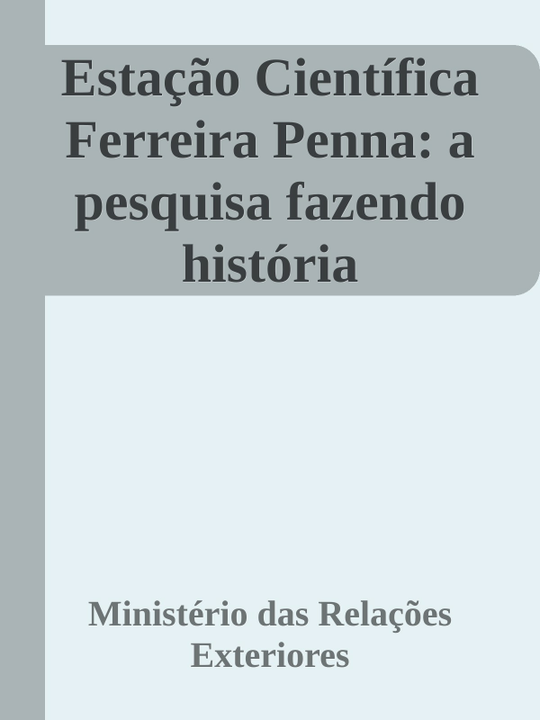 Estação Científica
Ferreira Penna: a
pesquisa fazendo
história
Ministério das Relações
Exteriores